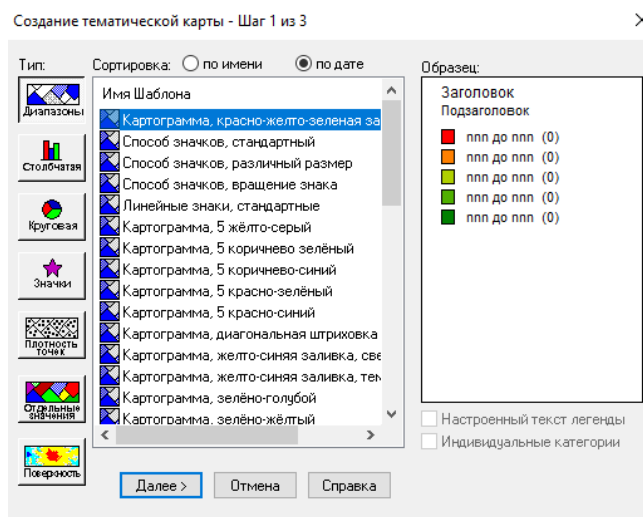 Создание тематической карты - Шаг 1 из 3
Тип:
Диапазоны
Столбчатая
Круговая
Значки
Плотность точек
Отдельные значения
Поверхность
Сортировка: по имени по дате
Имя Шаблона
Картограмма, красно-желто-зеленая за
Способ значков, стандартный
Способ значков, различный размер
Способ значков, вращение знака
Линейные знаки, стандартные
Картограмма, 5 жёлто-серый
Картограмма, 5 коричнево зелёный
Картограмма, 5 коричнево-синий
Картограмма, 5 красно-зелёный
Картограмма, 5 красно-синий
Картограмма, диагональная штриховка
Картограмма, желто-синяя заливка, све
Картограмма, желто-синяя заливка, тем
Картограмма, зелёно-голубой
Картограмма, зелёно-жёлтый
Образец:
Заголовок
Подзаголовок
ппп до ппп (0)
ппп до ппп (0)
ппп до ппп (0)
ппп до ппп (0)
ппп до ппп (0)
Настроенный текст легенды
Индивидуальные категории
Далее > Отмена Справка